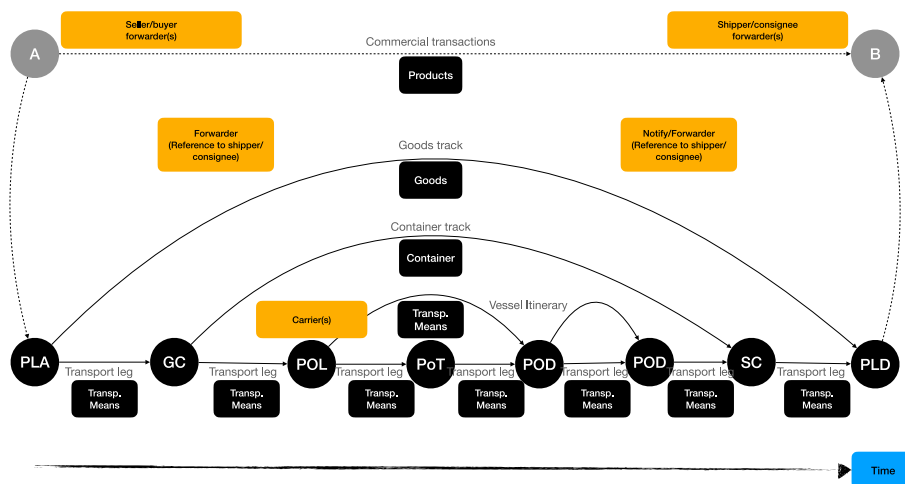 Seller/buyer
forwarder(s)
Shipper/consignee
forwarder(s)
A
Commercial transactions
B
Products
Forwarder
(Reference to shipper/
consignee)
Notify/Forwarder
(Reference to shipper/
consignee)
Goods track
Goods
Container track
Container
Vessel Itinerary
Carrier(s)
Transp.
Means
PLA
GC
POL
PoT
POD
POD
SC
PLD
Transport leg
Transport leg
Transport leg
Transport leg
Transport leg
Transport leg
Transport leg
Transp.
Means
Transp.
Means
Transp.
Means
Transp.
Means
Transp.
Means
Transp.
Means
Transp.
Means
Time